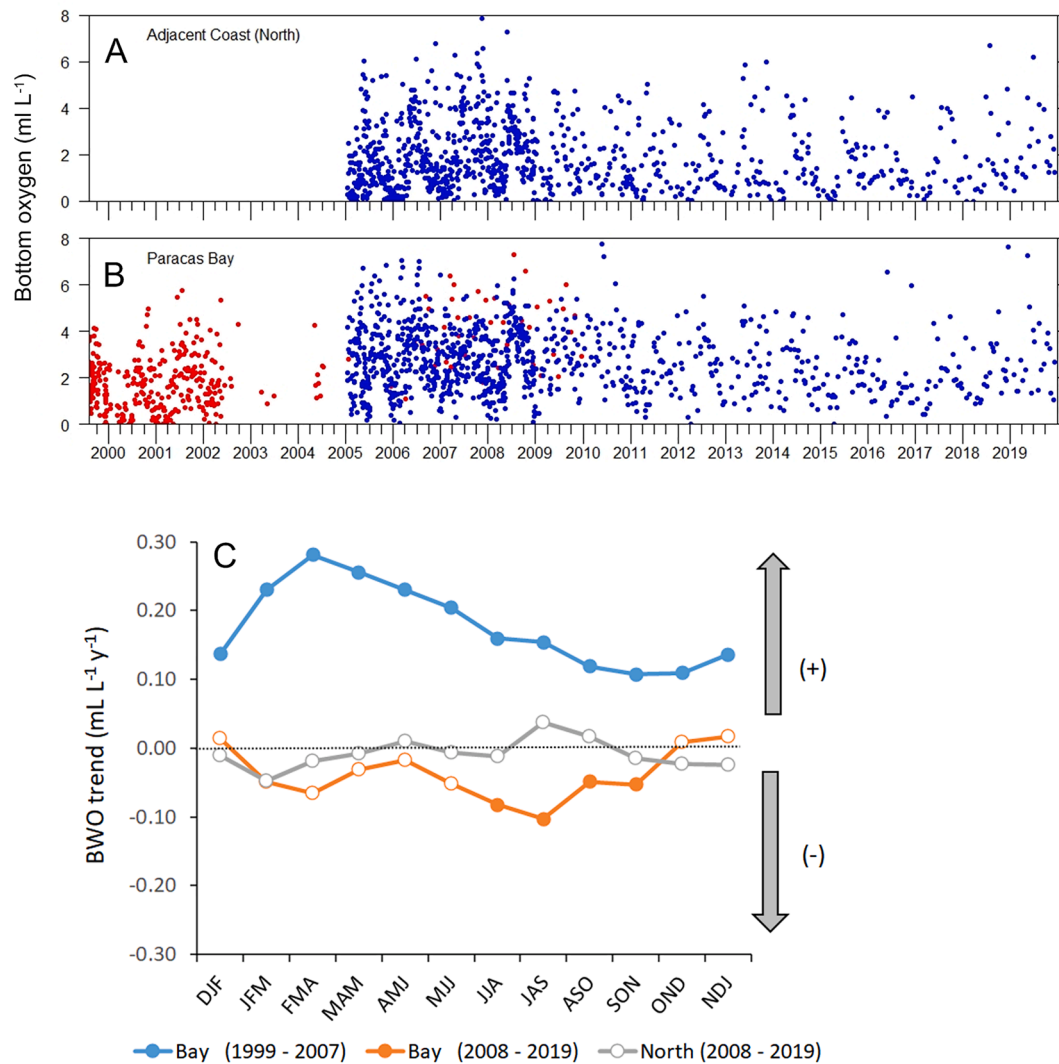 Bottom oxygen (ml L-1)
A
Adjacent Coast (North)
8
6
4
2
0
B
Paracas Bay
8
6
4
2
0
2000 2001 2002 2003 2004 2005 2006 2007 2008 2009 2010 2011 2012 2013 2014 2015 2016 2017 2018 2019
C
BWO trend (mL L-1 y-1)
0.30
0.20
0.10
0.00
-0.10
-0.20
-0.30
(+)
(-)
DJF JFM FMA MAM AMJ MJJ JJA JAS ASO SON OND NDJ
Bay (1999 - 2007) Bay (2008 - 2019) North (2008 - 2019)